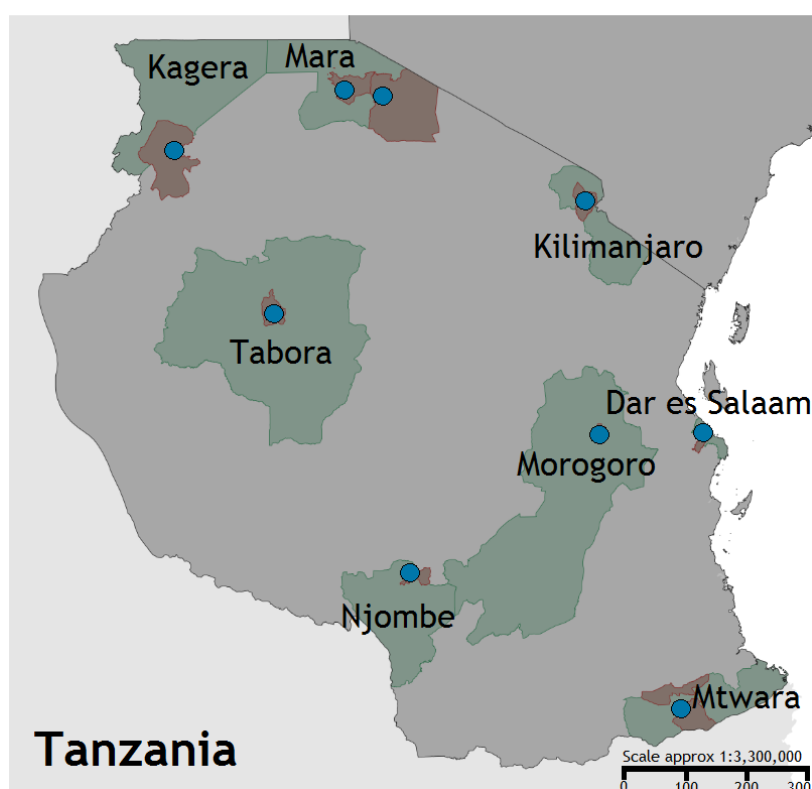 Kagera
Mara
Kilimanjaro
Tabora
Dar es Salaam
Morogoro
Njombe
Mtwara
Tanzania
Scale approx 1:3,300,000
0 100 200 300